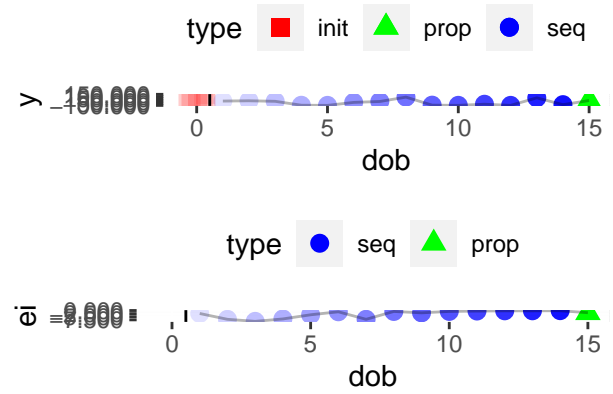 type init prop seq
y
0 5 10 15
dob
type seq prop
ei
0 5 10 15
dob